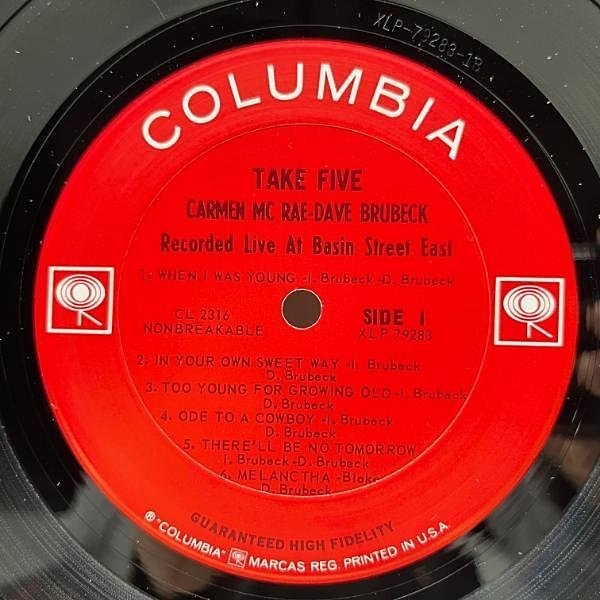 XLP-79283-1B
COLUMBIA
TAKE FIVE
CARMEN MC RAE-DAVE BRUBECK
Recorded Live At Basin Street East
1. WHEN I WAS YOUNG -I. Brubeck -D. Brubeck
CL 2316
NONBREAKABLE
SIDE 1
XLP 79283
2. IN YOUR OWN SWEET WAY -I. Brubeck
D. Brubeck
3. TOO YOUNG FOR GROWING OLD -I. Brubeck
D. Brubeck
4. ODE TO A COWBOY -I. Brubeck
D. Brubeck
5. THERE'LL BE NO TOMORROW
I. Brubeck -D. Brubeck
6. MELANCTHA -Blake
D. Brubeck
GUARANTEED HIGH FIDELITY
® "COLUMBIA" MARCAS REG. PRINTED IN U.S.A.